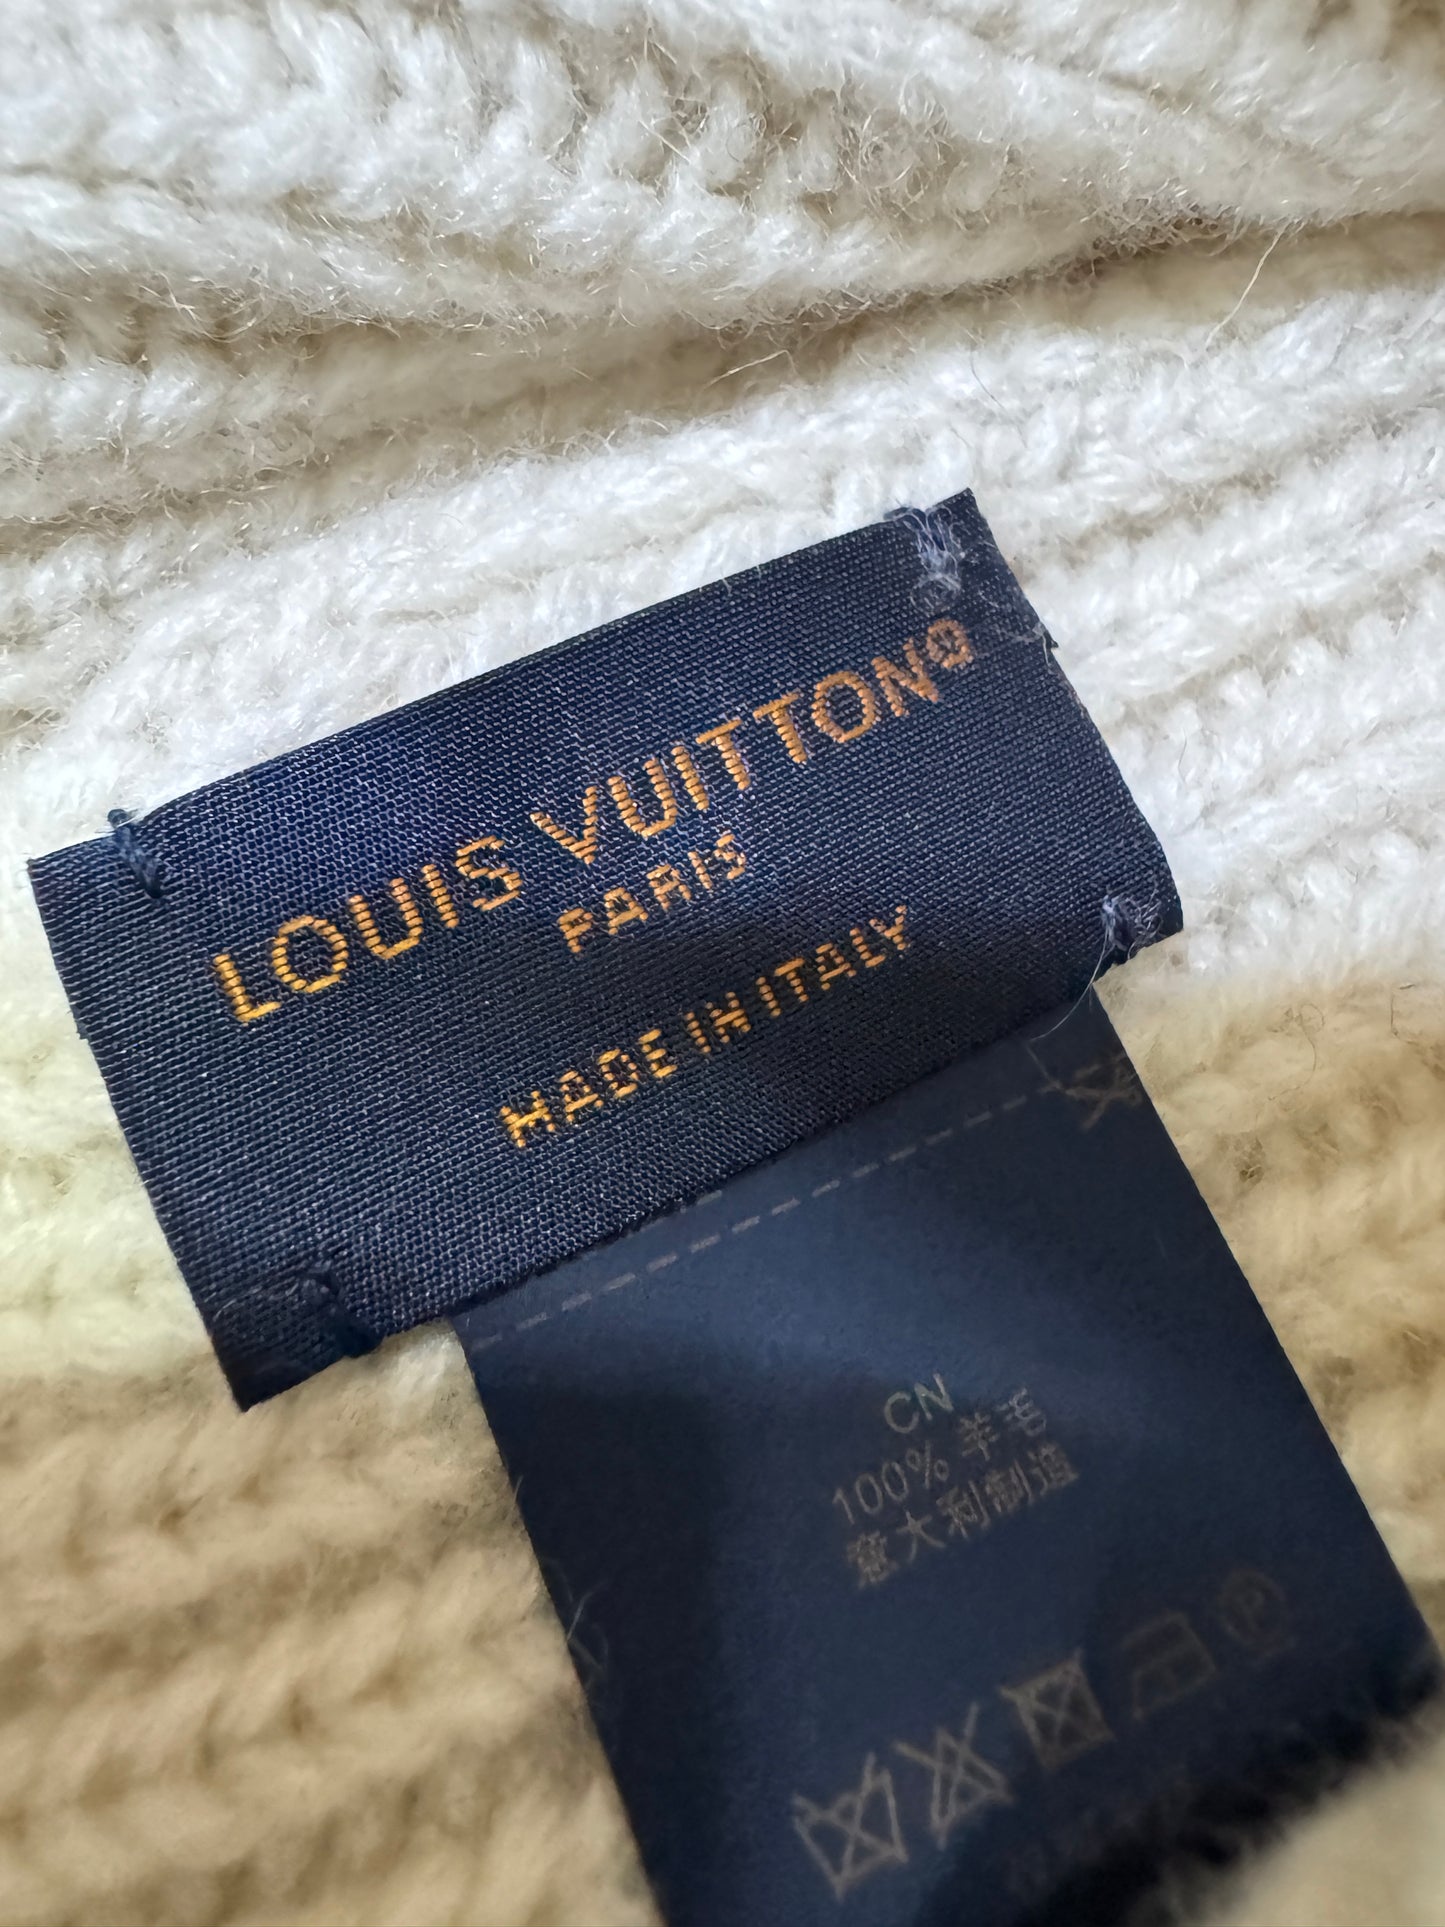 LOUIS VUITTON®
PARIS
MADE IN ITALY
CN
100% 羊毛
意大利制造